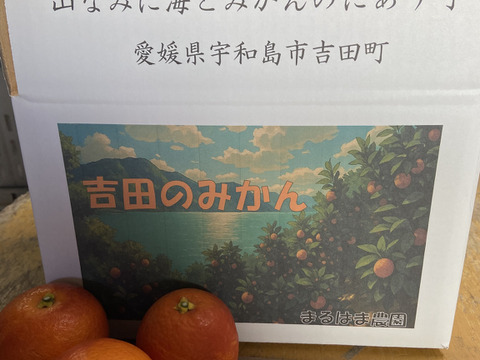 山なみに海とみかんのにあう町
愛媛県宇和島市吉田町
吉田のみかん
まるはま農園